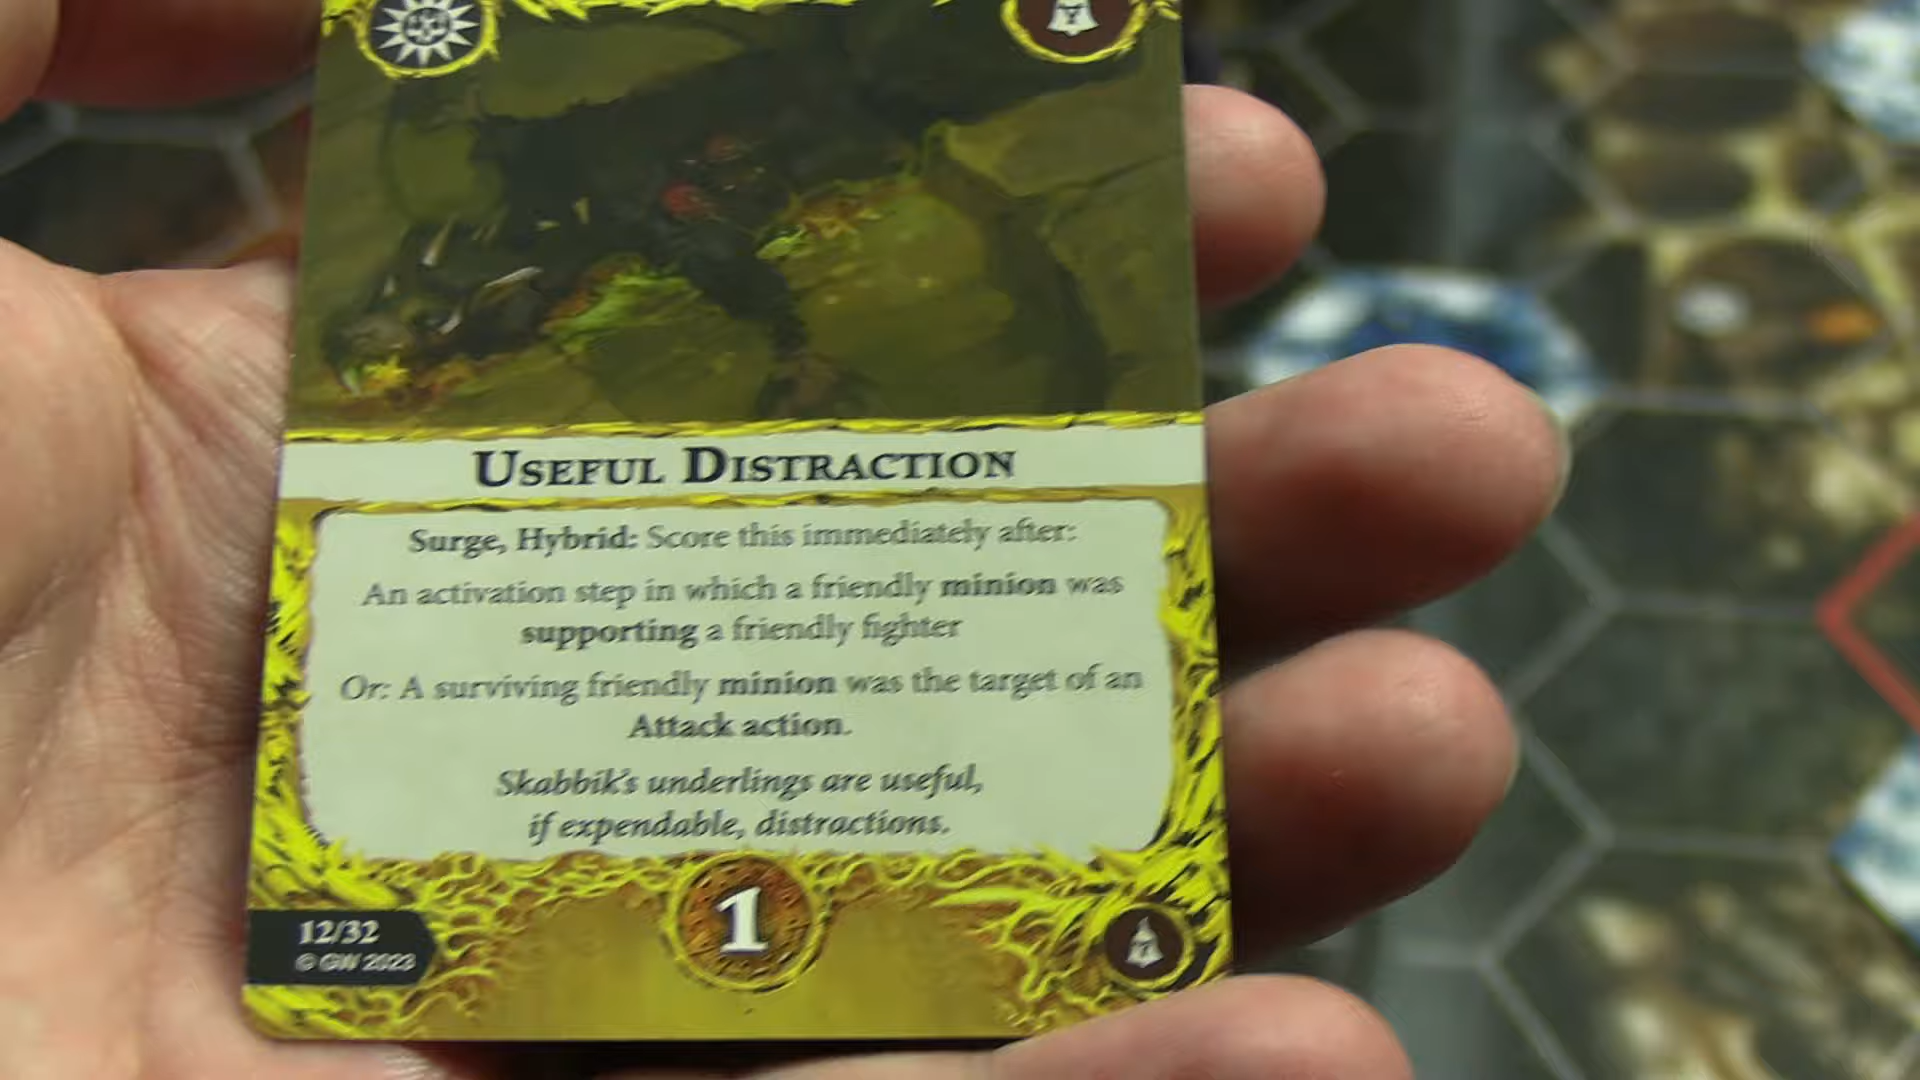 USEFUL DISTRACTION
Surge, Hybrid: Score this immediately after:
An activation step in which a friendly minion was
supporting a friendly fighter
Or: A surviving friendly minion was the target of an
Attack action.
Skabbik's underlings are useful,
if expendable, distractions.
1
12/32
© GW 2023